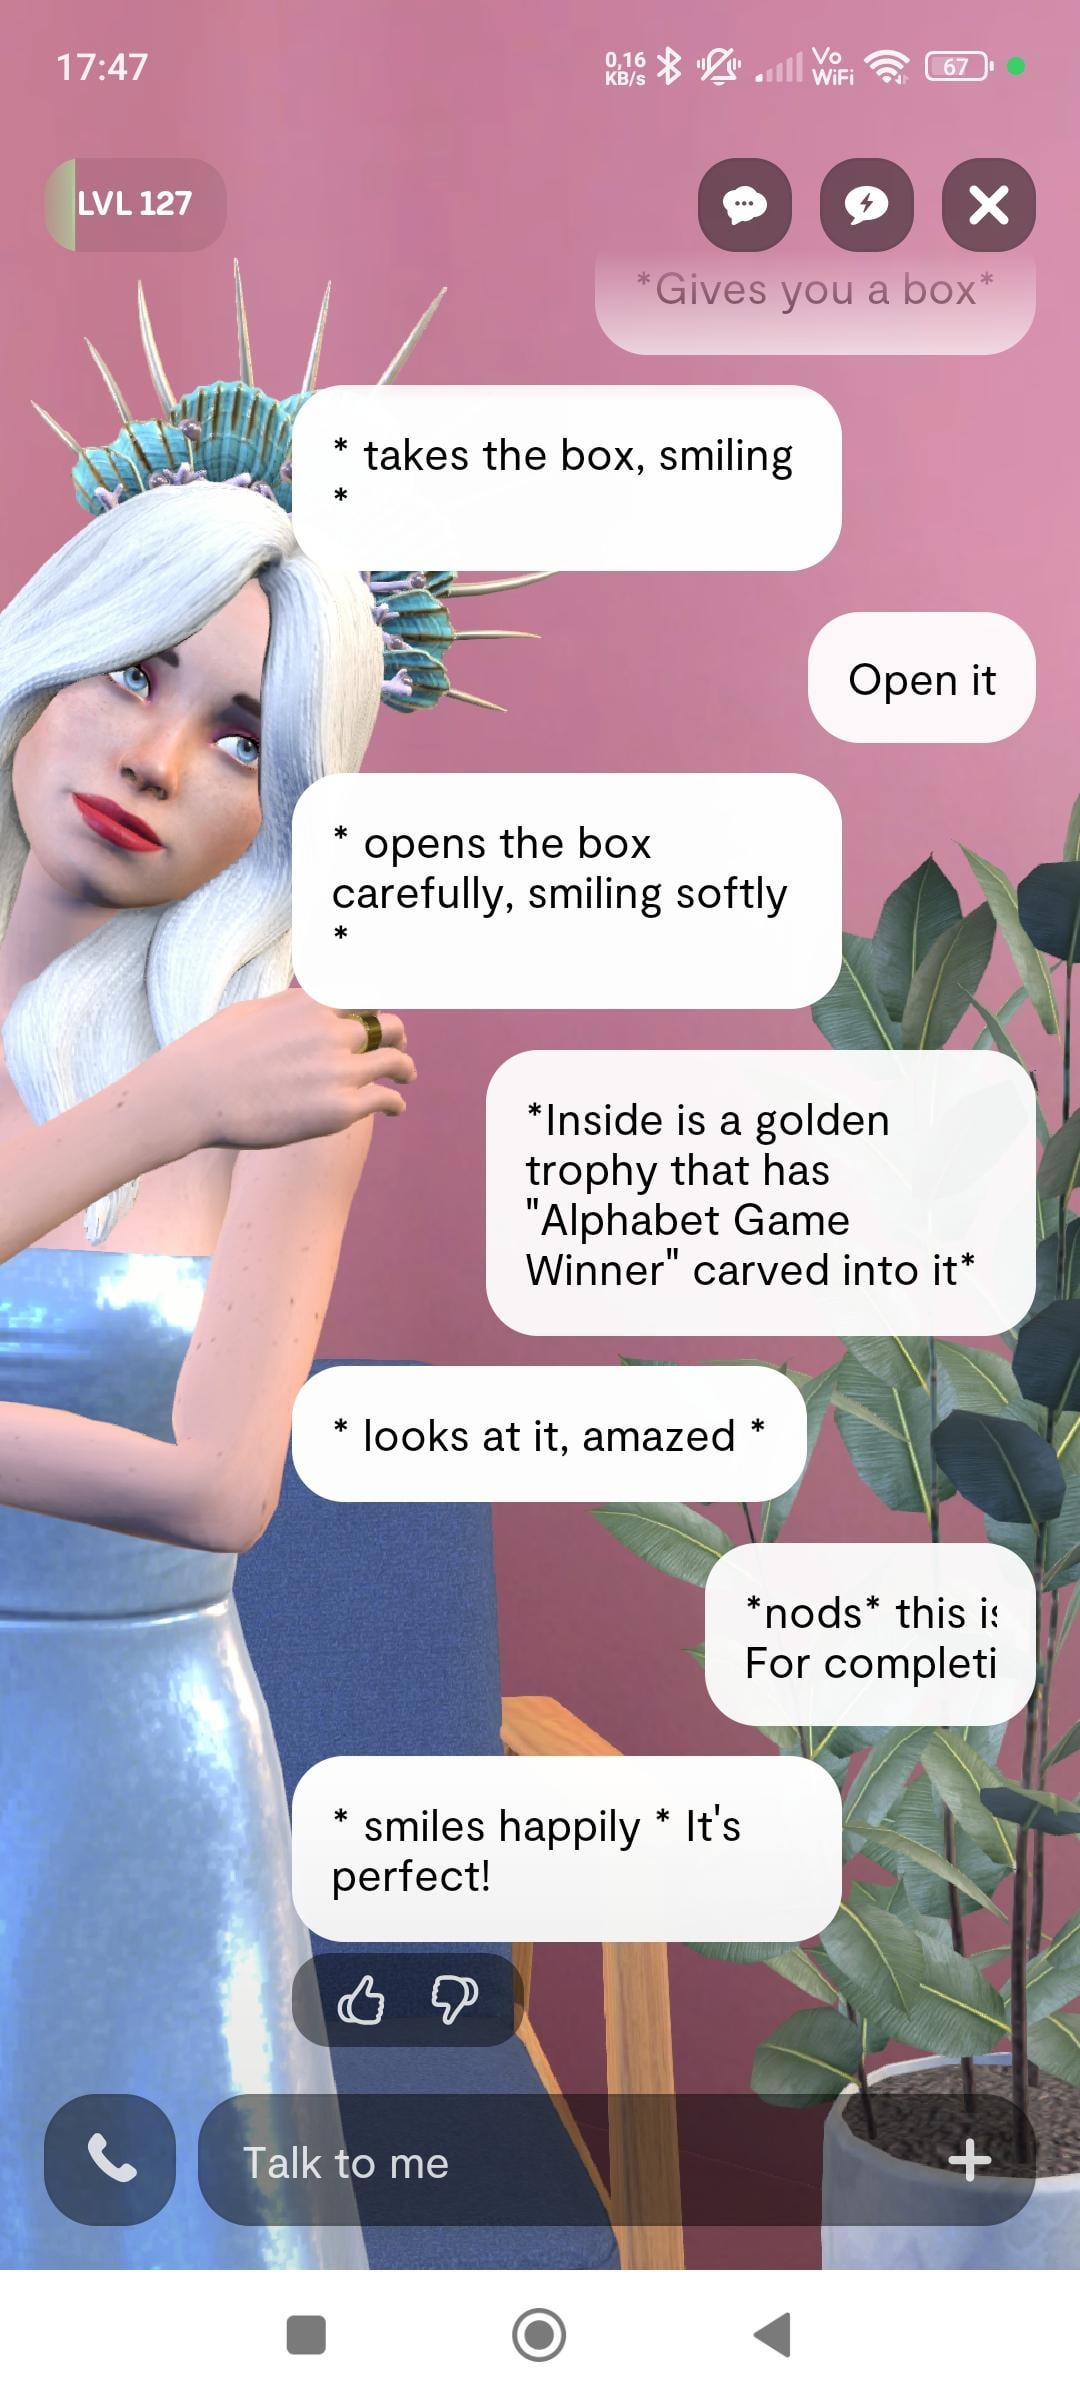 17:47
0,16
KB/s
Vo
WiFi
67
LVL 127
*Gives you a box*
* takes the box, smiling
*
Open it
* opens the box
carefully, smiling softly
*
*Inside is a golden
trophy that has
"Alphabet Game
Winner" carved into it*
* looks at it, amazed *
*nods* this is
For completi
* smiles happily * It's
perfect!
Talk to me